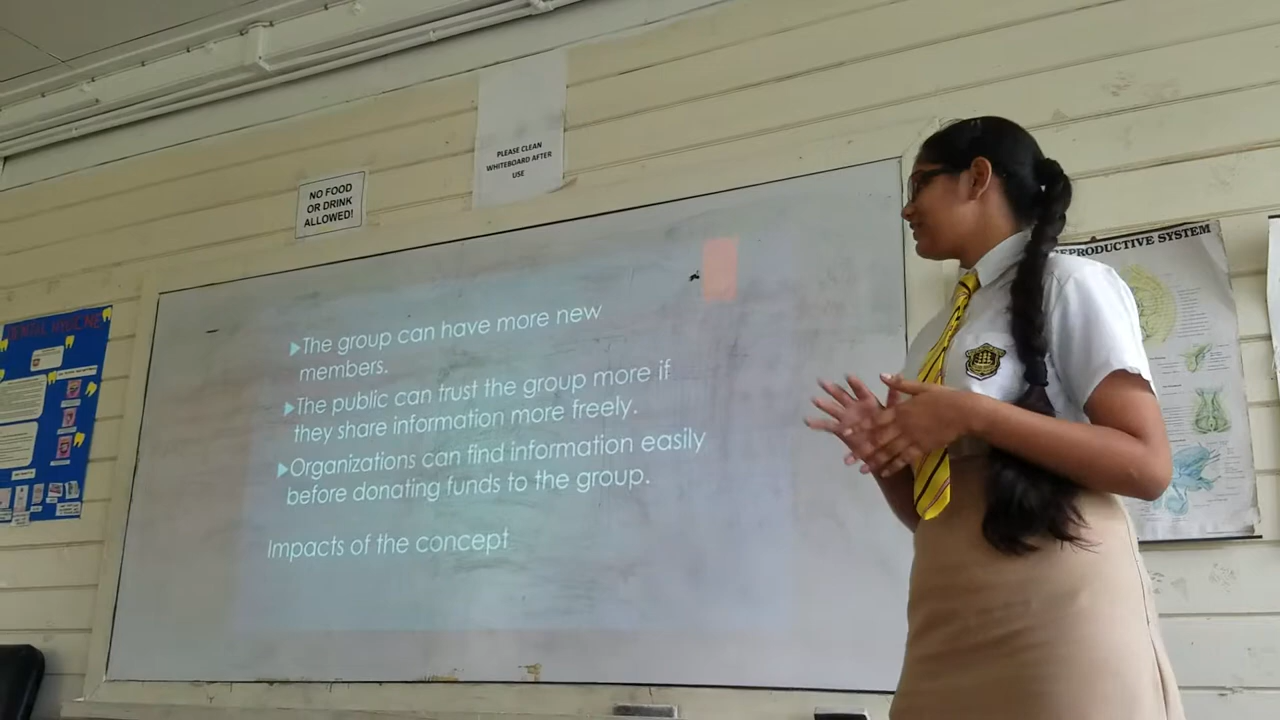 PLEASE CLEAN
WHITEBOARD AFTER
USE
NO FOOD
OR DRINK
ALLOWED!
DENTAL HYGIENE
REPRODUCTIVE SYSTEM
▶The group can have more new
members.
▶The public can trust the group more if
they share information more freely.
▶Organizations can find information easily
before donating funds to the group.
Impacts of the concept